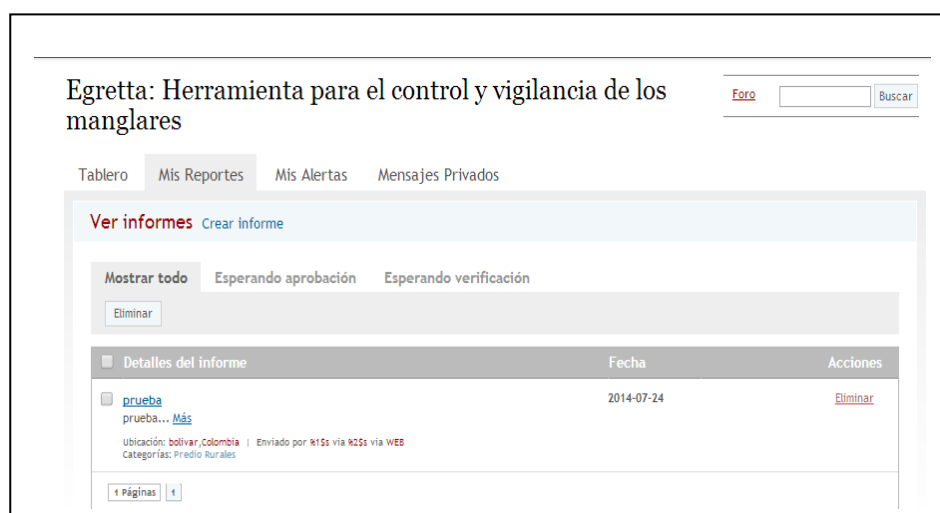 Egretta: Herramienta para el control y vigilancia de los
manglares
Foro
Buscar
Tablero Mis Reportes Mis Alertas Mensajes Privados
Ver informes Crear informe
Mostrar todo Esperando aprobación Esperando verificación
Eliminar
Detalles del informe Fecha Acciones
prueba 2014-07-24 Eliminar
prueba... Más
Ubicación: bolivar,Colombia | Enviado por %1$s via %2$s vía WEB
Categorías: Predio Rurales
1 Páginas 1